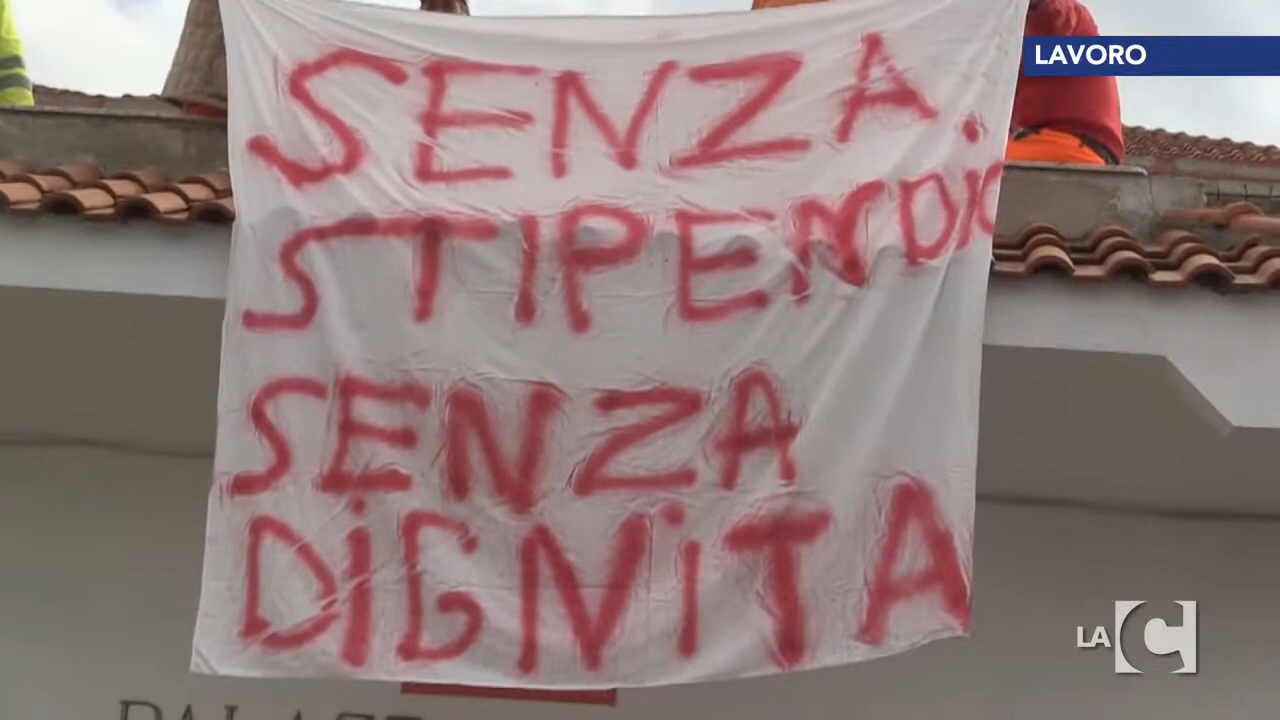 LAVORO
SENZA
STIPENDIO
SENZA
DIGNITA
LA C